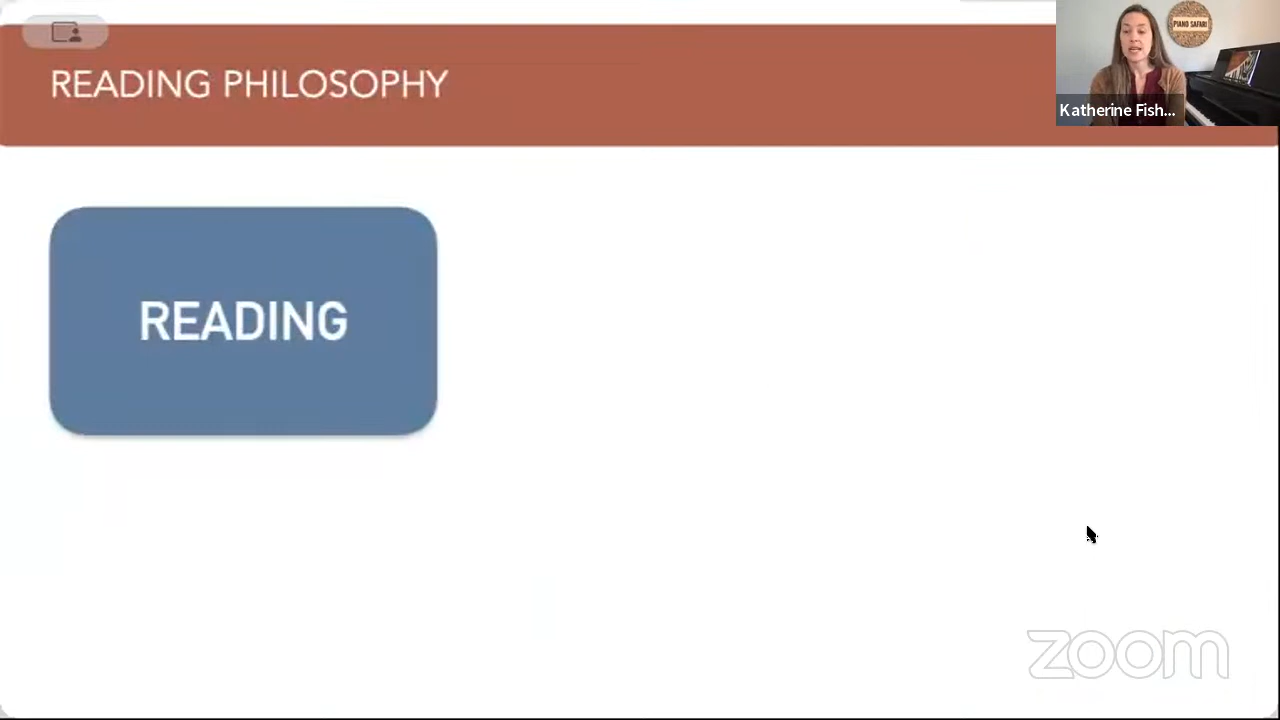 READING PHILOSOPHY
PIANO SAFARI
Katherine Fish...
READING
zoom